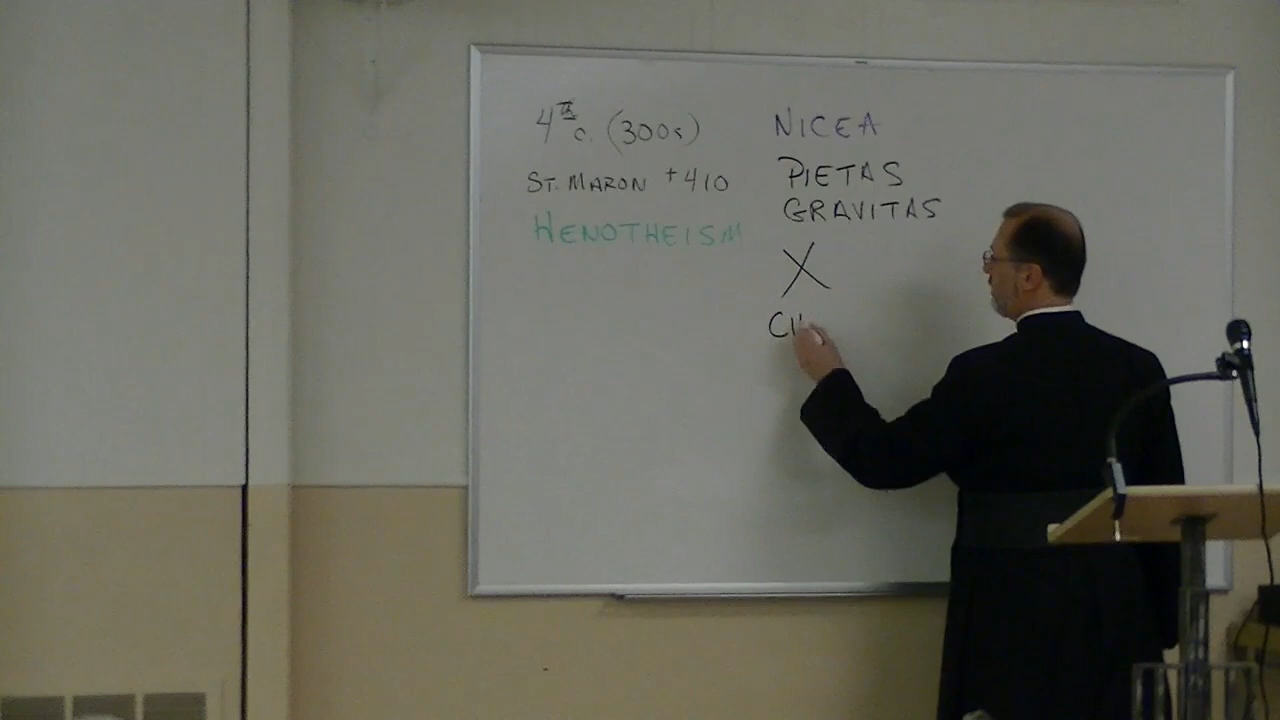 4th c. (300s)
ST. MARON +410
HENOTHEISM
NICEA
PIETAS
GRAVITAS
X